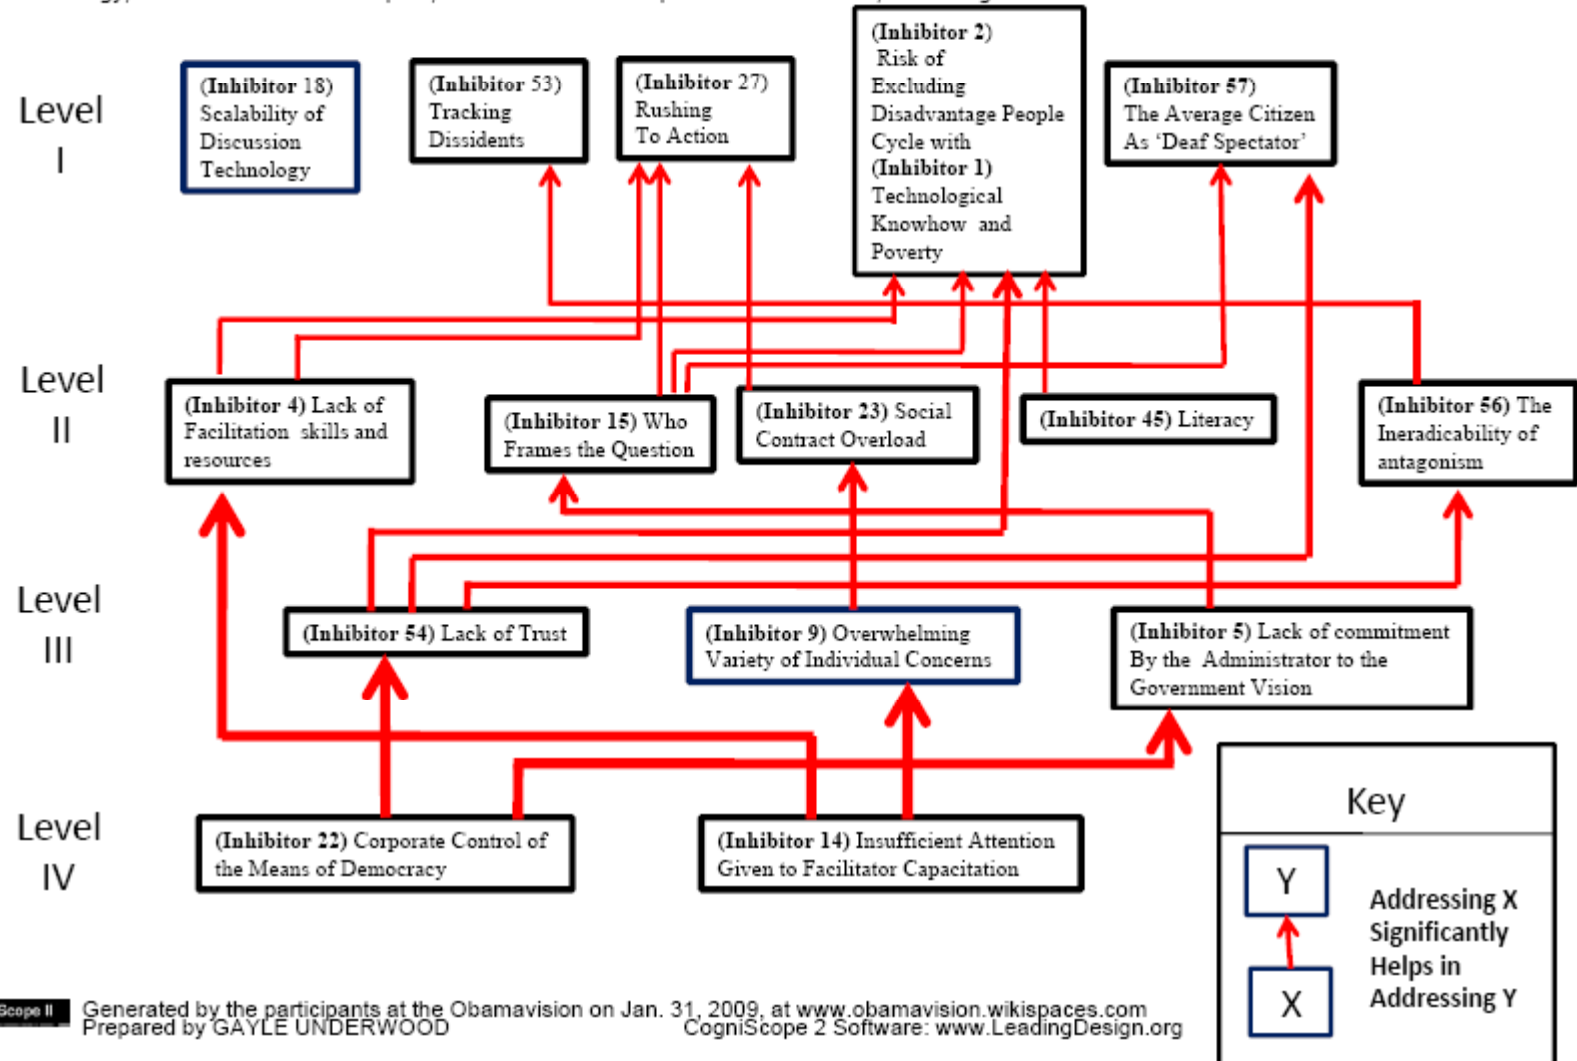 Level
I
(Inhibitor 18)
Scalability of
Discussion
Technology
(Inhibitor 53)
Tracking
Dissidents
(Inhibitor 27)
Rushing
To Action
(Inhibitor 2)
Risk of
Excluding
Disadvantage People
Cycle with
(Inhibitor 1)
Technological
Knowhow and
Poverty
(Inhibitor 57)
The Average Citizen
As ‘Deaf Spectator’
Level
II
(Inhibitor 4) Lack of
Facilitation skills and
resources
(Inhibitor 15) Who
Frames the Question
(Inhibitor 23) Social
Contract Overload
(Inhibitor 45) Literacy
(Inhibitor 56) The
Ineradicability of
antagonism
Level
III
(Inhibitor 54) Lack of Trust
(Inhibitor 9) Overwhelming
Variety of Individual Concerns
(Inhibitor 5) Lack of commitment
By the Administrator to the
Government Vision
Level
IV
(Inhibitor 22) Corporate Control of
the Means of Democracy
(Inhibitor 14) Insufficient Attention
Given to Facilitator Capacitation
Key
Y
X
Addressing X
Significantly
Helps in
Addressing Y
Scope II
Generated by the participants at the Obamavision on Jan. 31, 2009, at www.obamavision.wikispaces.com
Prepared by GAYLE UNDERWOOD
CogniScope 2 Software: www.LeadingDesign.org